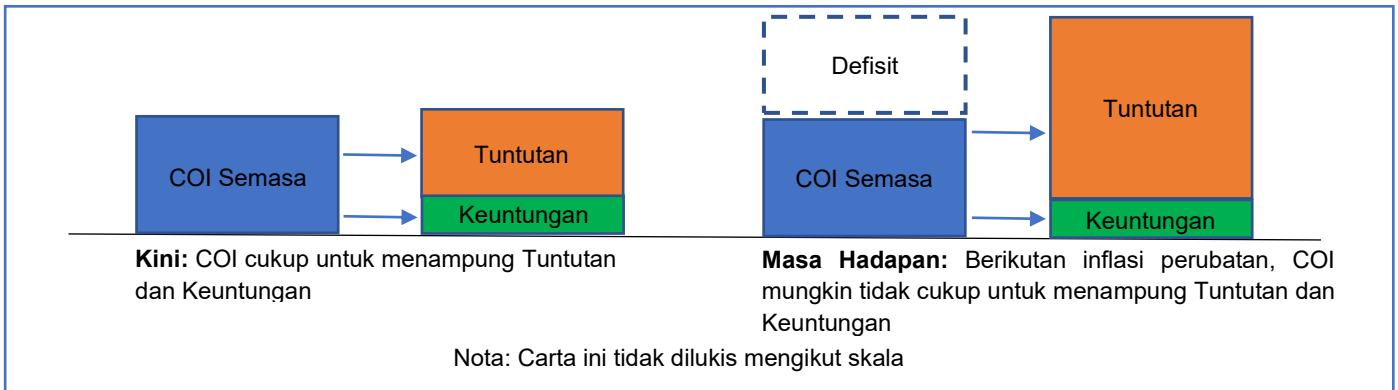 COI Semasa
Tuntutan
Keuntungan
Kini: COI cukup untuk menampung Tuntutan
dan Keuntungan
Defisit
COI Semasa
Tuntutan
Keuntungan
Masa Hadapan: Berikutan inflasi perubatan, COI
mungkin tidak cukup untuk menampung Tuntutan dan
Keuntungan
Nota: Carta ini tidak dilukis mengikut skala